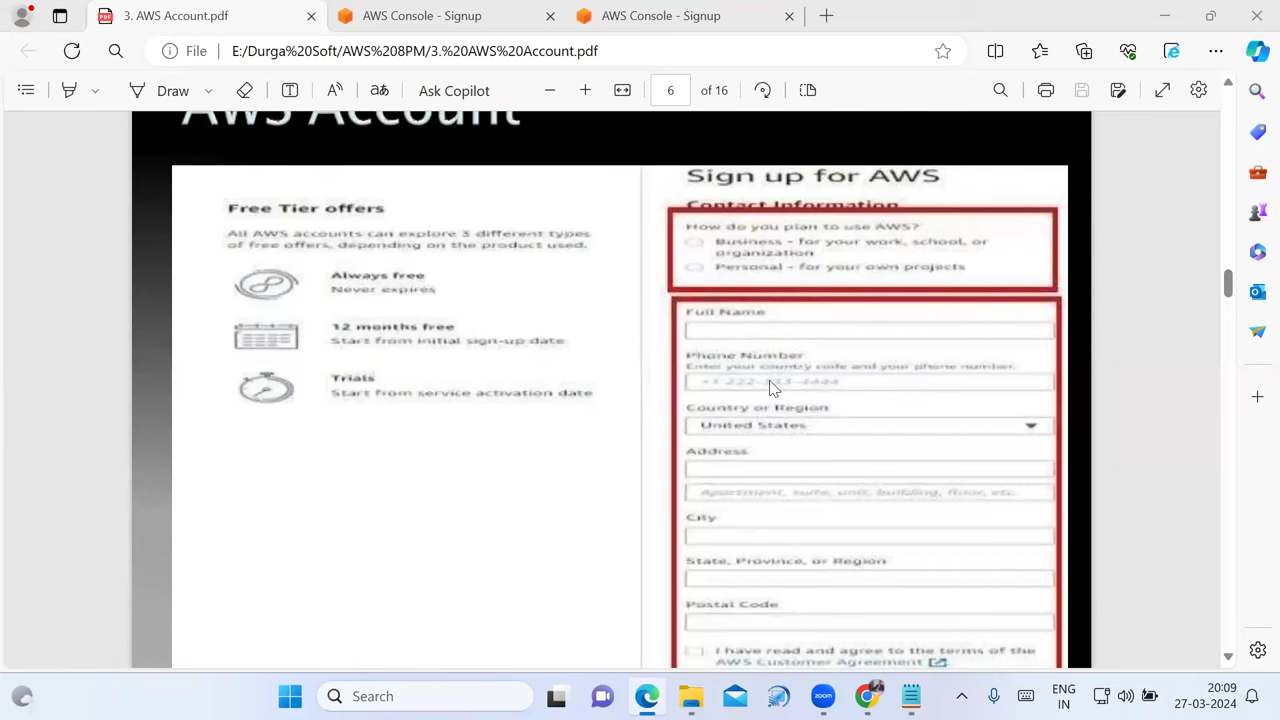 3. AWS Account.pdf
AWS Console - Signup
AWS Console - Signup
File
E:/Durga%20Soft/AWS%208PM/3.%20AWS%20Account.pdf
Draw
aあ
Ask Copilot
6
of 16
AWS Account
Free Tier offers
All AWS accounts can explore 3 different types
of free offers, depending on the product used.
Always free
Never expires
12 months free
Start from initial sign-up date
Trials
Start from service activation date
Sign up for AWS
Contact Information
How do you plan to use AWS?
Business - for your work, school, or
organization
Personal - for your own projects
Full Name
Phone Number
Enter your country code and your phone number.
+1 222-333-4444
Country or Region
United States
Address
Apartment, suite, unit, building, floor, etc.
City
State, Province, or Region
Postal Code
I have read and agree to the terms of the
AWS Customer Agreement
Search
zoom
ENG
IN
20:09
27-03-2024